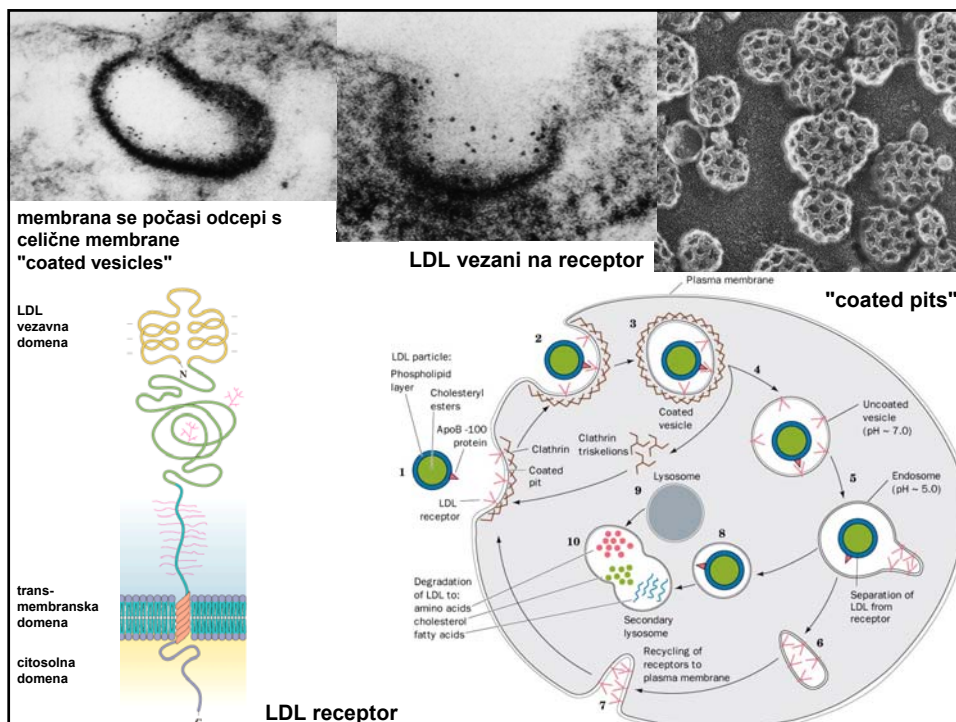 membrana se počasi odcepi s
celične membrane
"coated vesicles"
LDL vezani na receptor
"coated pits"
LDL
vezavna
domena
N
trans-
membranska
domena
citosolna
domena
C
LDL receptor
Plasma membrane
LDL particle:
Phospholipid
layer
Cholesteryl
esters
ApoB -100
protein
1
LDL
receptor
Clathrin
Coated
pit
2
3
Coated
vesicle
Clathrin
triskelions
4
Uncoated
vesicle
(pH ~ 7.0)
5
Endosome
(pH ~ 5.0)
Separation of
LDL from
receptor
6
Recycling of
receptors to
plasma membrane
7
8
9
Lysosome
10
Degradation
of LDL to:
amino acids
cholesterol
fatty acids
Secondary
lysosome